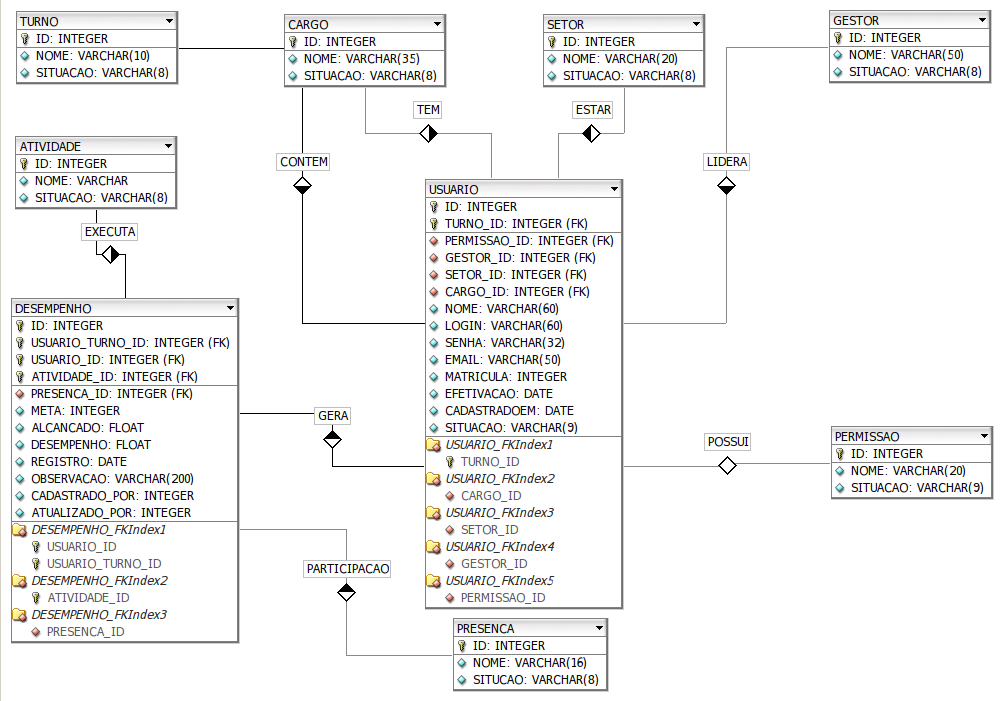 TURNO
ID: INTEGER
NOME: VARCHAR(10)
SITUACAO: VARCHAR(8)
CARGO
ID: INTEGER
NOME: VARCHAR(35)
SITUACAO: VARCHAR(8)
SETOR
ID: INTEGER
NOME: VARCHAR(20)
SITUACAO: VARCHAR(8)
GESTOR
ID: INTEGER
NOME: VARCHAR(50)
SITUACAO: VARCHAR(8)
TEM
ESTAR
CONTEM
LIDERA
ATIVIDADE
ID: INTEGER
NOME: VARCHAR
SITUACAO: VARCHAR(8)
EXECUTA
USUARIO
ID: INTEGER
TURNO_ID: INTEGER (FK)
PERMISSAO_ID: INTEGER (FK)
GESTOR_ID: INTEGER (FK)
SETOR_ID: INTEGER (FK)
CARGO_ID: INTEGER (FK)
NOME: VARCHAR(60)
LOGIN: VARCHAR(60)
SENHA: VARCHAR(32)
EMAIL: VARCHAR(50)
MATRICULA: INTEGER
EFETIVACAO: DATE
CADASTRADOEM: DATE
SITUACAO: VARCHAR(9)
USUARIO_FKIndex1
TURNO_ID
USUARIO_FKIndex2
CARGO_ID
USUARIO_FKIndex3
SETOR_ID
USUARIO_FKIndex4
GESTOR_ID
USUARIO_FKIndex5
PERMISSAO_ID
DESEMPENHO
ID: INTEGER
USUARIO_TURNO_ID: INTEGER (FK)
USUARIO_ID: INTEGER (FK)
ATIVIDADE_ID: INTEGER (FK)
PRESENCA_ID: INTEGER (FK)
META: INTEGER
ALCANCADO: FLOAT
DESEMPENHO: FLOAT
REGISTRO: DATE
OBSERVACAO: VARCHAR(200)
CADASTRADO_POR: INTEGER
ATUALIZADO_POR: INTEGER
DESEMPENHO_FKIndex1
USUARIO_ID
USUARIO_TURNO_ID
DESEMPENHO_FKIndex2
ATIVIDADE_ID
DESEMPENHO_FKIndex3
PRESENCA_ID
GERA
POSSUI
PERMISSAO
ID: INTEGER
NOME: VARCHAR(20)
SITUACAO: VARCHAR(9)
PARTICIPACAO
PRESENCA
ID: INTEGER
NOME: VARCHAR(16)
SITUCAO: VARCHAR(8)